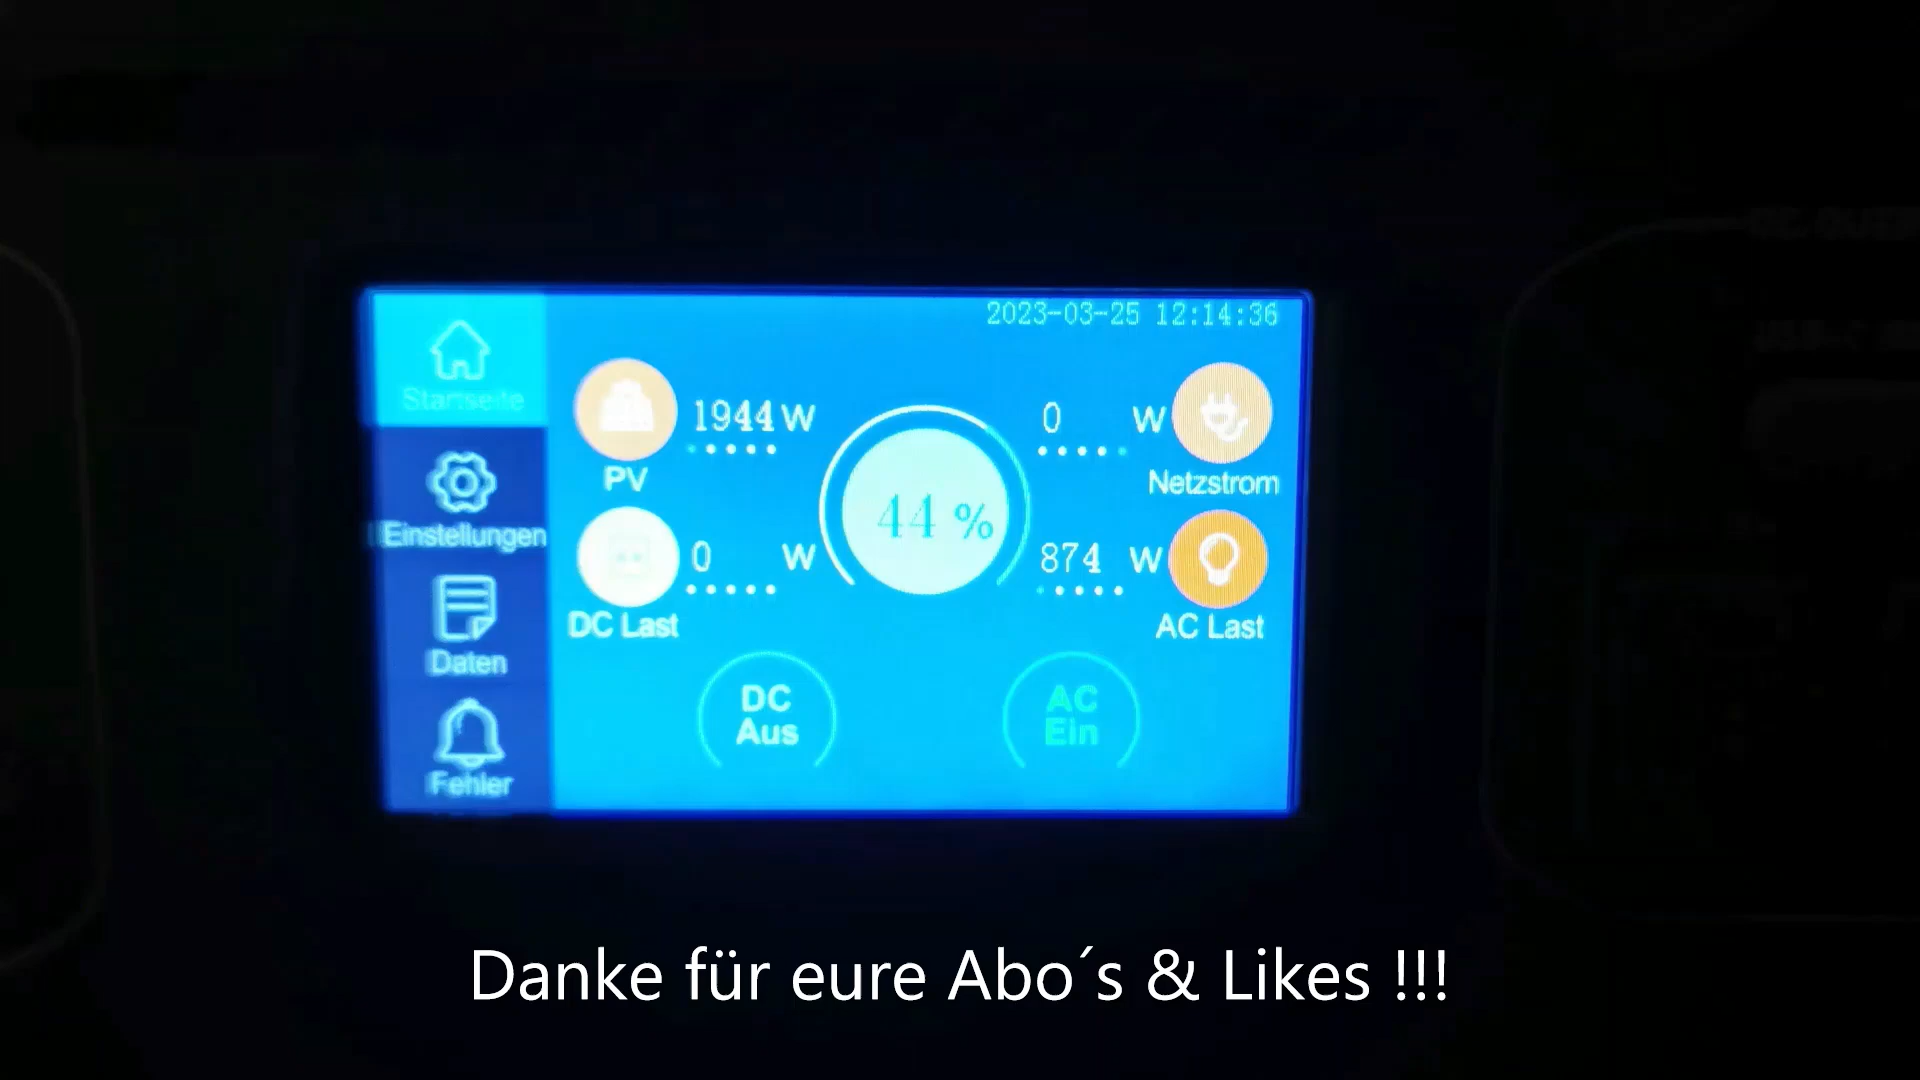 2023-03-25 12:14:36
Startseite
Einstellungen
Daten
Fehler
1944 W
PV
0 W
Netzstrom
44 %
0 W
DC Last
874 W
AC Last
DC
Aus
AC
Ein
Danke für eure Abo´s & Likes !!!